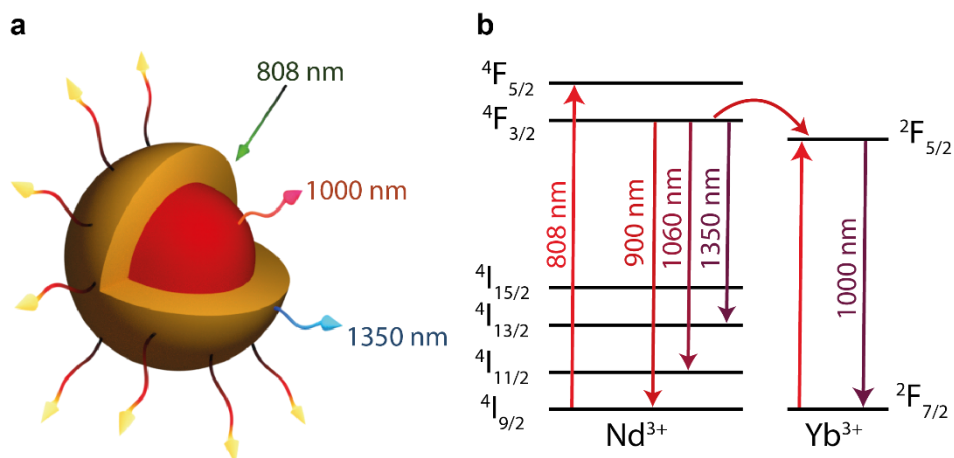 a
808 nm
1000 nm
1350 nm
b
⁴F₅/₂
⁴F₃/₂
²F₅/₂
808 nm
900 nm
1060 nm
1350 nm
1000 nm
⁴I₁₅/₂
⁴I₁₃/₂
⁴I₁₁/₂
⁴I₉/₂
²F₇/₂
Nd³⁺
Yb³⁺